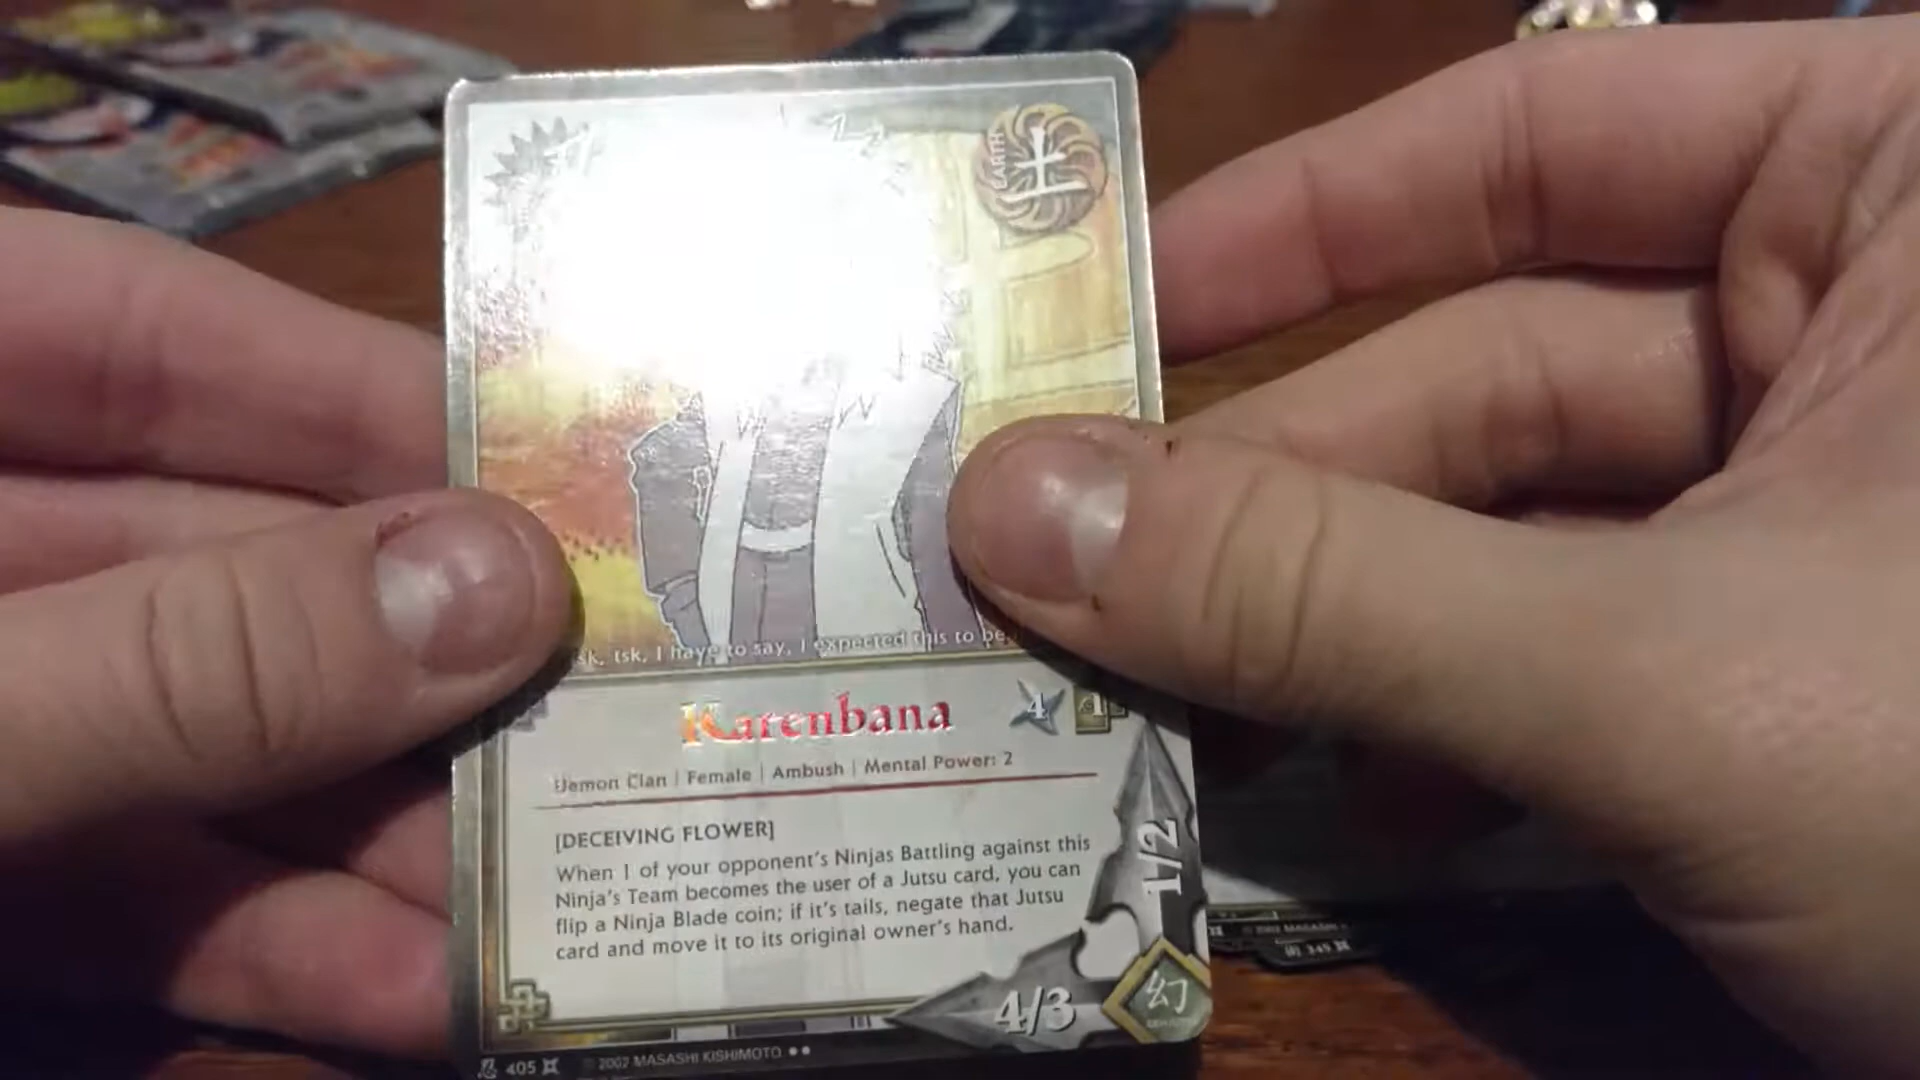 EARTH
土
tsk, I have to say, I expected this to be
Karenbana
4
Demon Clan | Female | Ambush | Mental Power: 2
[DECEIVING FLOWER]
When 1 of your opponent's Ninjas Battling against this
Ninja's Team becomes the user of a Jutsu card, you can
flip a Ninja Blade coin; if it's tails, negate that Jutsu
card and move it to its original owner's hand.
1/2
4/3
幻
405
© 2002 MASASHI KISHIMOTO
349